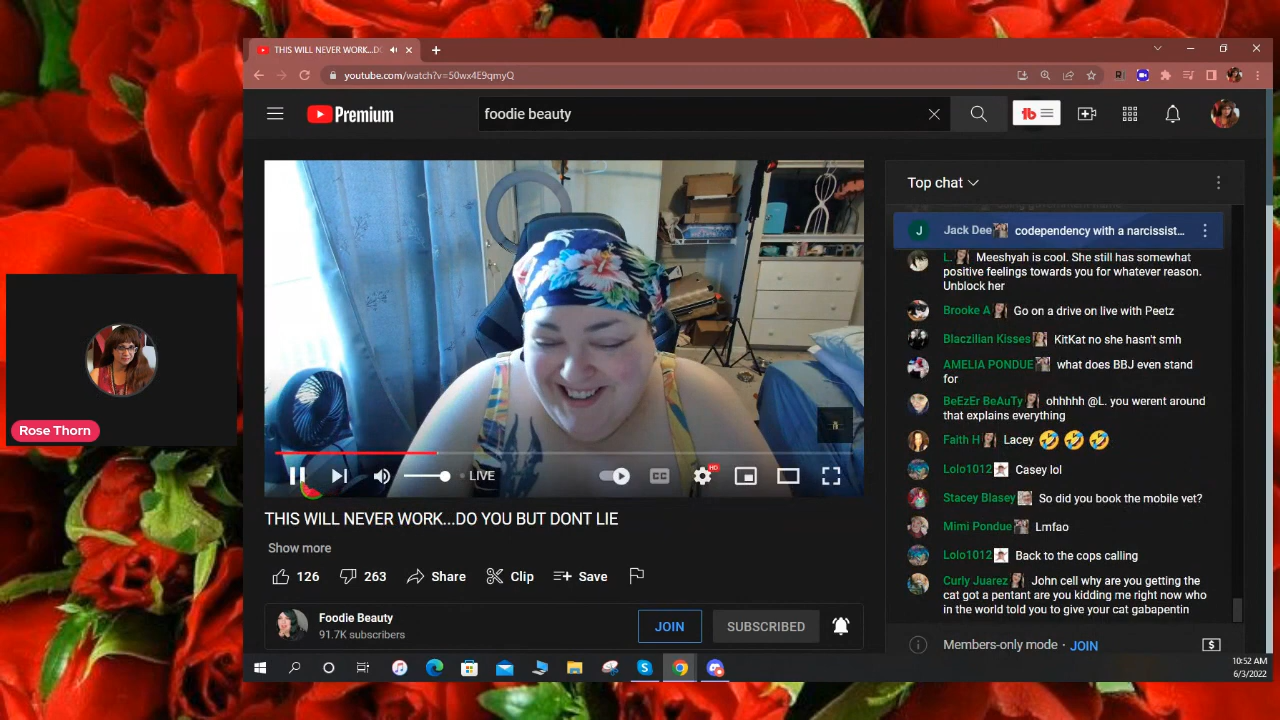 THIS WILL NEVER WORK...DO
youtube.com/watch?v=50wx4E9qmyQ
Premium
foodie beauty
tb
Top chat
J
Jack Dee codependency with a narcissist...
L. Meeshyah is cool. She still has somewhat
positive feelings towards you for whatever reason.
Unblock her
Brooke A Go on a drive on live with Peetz
Blaczilian Kisses KitKat no she hasn't smh
AMELIA PONDUE what does BBJ even stand
for
BeEzEr BeAuTy ohhhhh @L. you werent around
that explains everything
Faith H Lacey 🤣🤣🤣
Lolo1012 Casey lol
Stacey Blasey So did you book the mobile vet?
Mimi Pondue Lmfao
Lolo1012 Back to the cops calling
Curly Juarez John cell why are you getting the
cat got a pentant are you kidding me right now who
in the world told you to give your cat gabapentin
Members-only mode · JOIN
Rose Thorn
LIVE
CC
HD
THIS WILL NEVER WORK...DO YOU BUT DONT LIE
Show more
126
263
Share
Clip
Save
Foodie Beauty
91.7K subscribers
JOIN
SUBSCRIBED
10:52 AM
6/3/2022